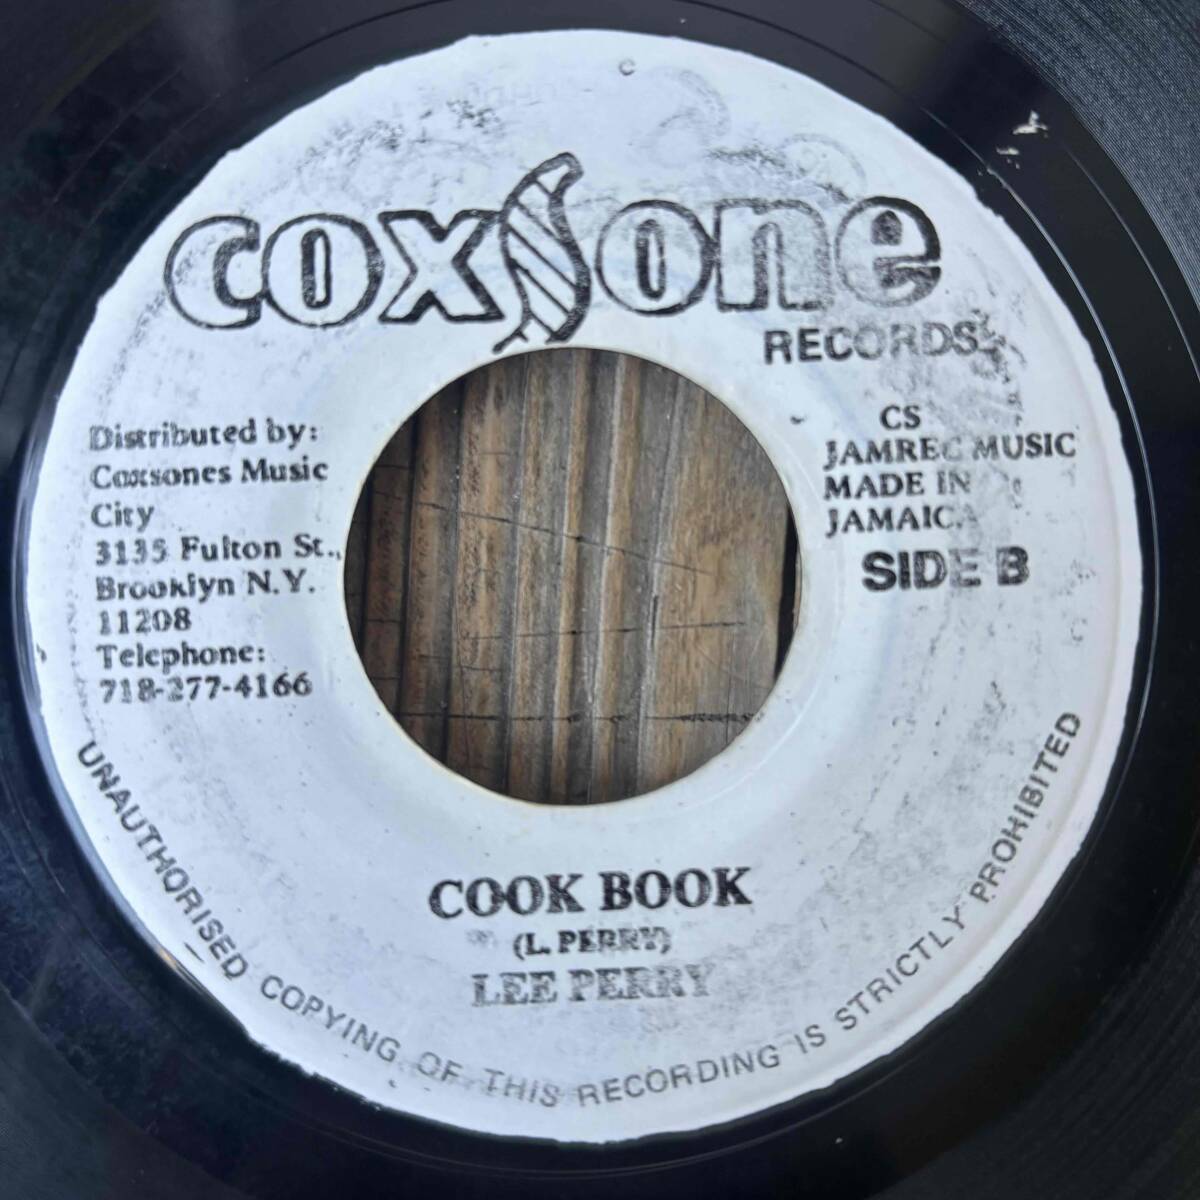 coxsone
RECORDS
Distributed by:
Coxsones Music
City
3135 Fulton St.,
Brooklyn N.Y.
11208
Telephone:
718-277-4166
CS
JAMREC MUSIC
MADE IN
JAMAICA
SIDE B
COOK BOOK
(L. PERRY)
LEE PERRY
UNAUTHORISED COPYING OF THIS RECORDING IS STRICTLY PROHIBITED